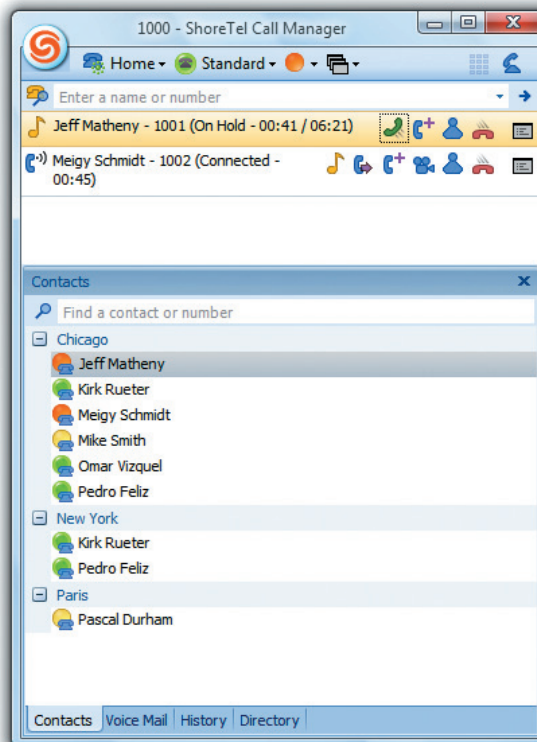 1000 - ShoreTel Call Manager
Home Standard
Enter a name or number
Jeff Matheny - 1001 (On Hold - 00:41 / 06:21)
Meigy Schmidt - 1002 (Connected -
00:45)
Contacts
Find a contact or number
Chicago
Jeff Matheny
Kirk Rueter
Meigy Schmidt
Mike Smith
Omar Vizquel
Pedro Feliz
New York
Kirk Rueter
Pedro Feliz
Paris
Pascal Durham
Contacts Voice Mail History Directory